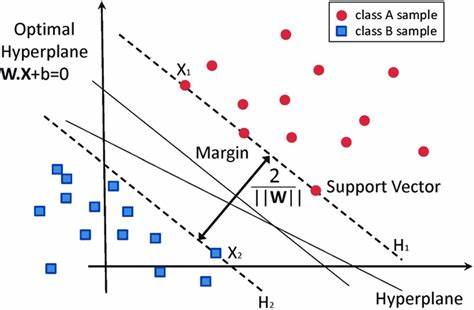 Optimal
Hyperplane
W.X+b=0
class A sample
class B sample
X₁
Margin
2
||W||
Support Vector
X₂
H₁
Hyperplane
H₂